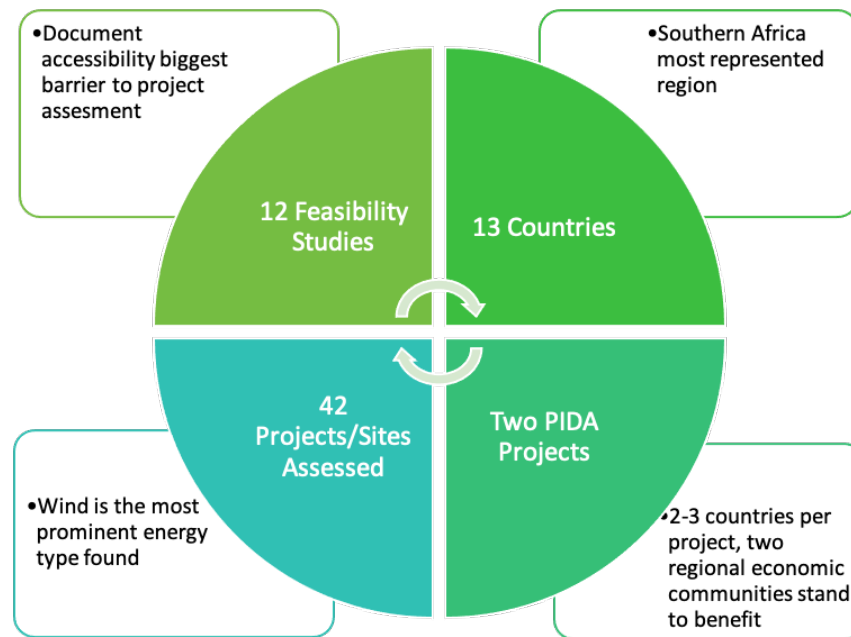 •Document
accessibility biggest
barrier to project
assesment
•Southern Africa
most represented
region
12 Feasibility
Studies
13 Countries
42
Projects/Sites
Assessed
Two PIDA
Projects
•Wind is the most
prominent energy
type found
•2-3 countries per
project, two
regional economic
communities stand
to benefit